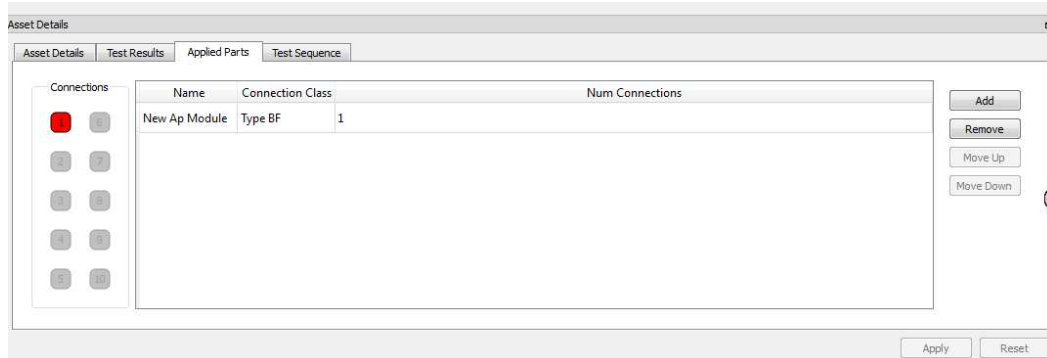 Asset Details
Asset Details Test Results Applied Parts Test Sequence
Connections
1 6
2 7
3 8
4 9
5 10
Name Connection Class Num Connections
New Ap Module Type BF 1
Add
Remove
Move Up
Move Down
Apply Reset